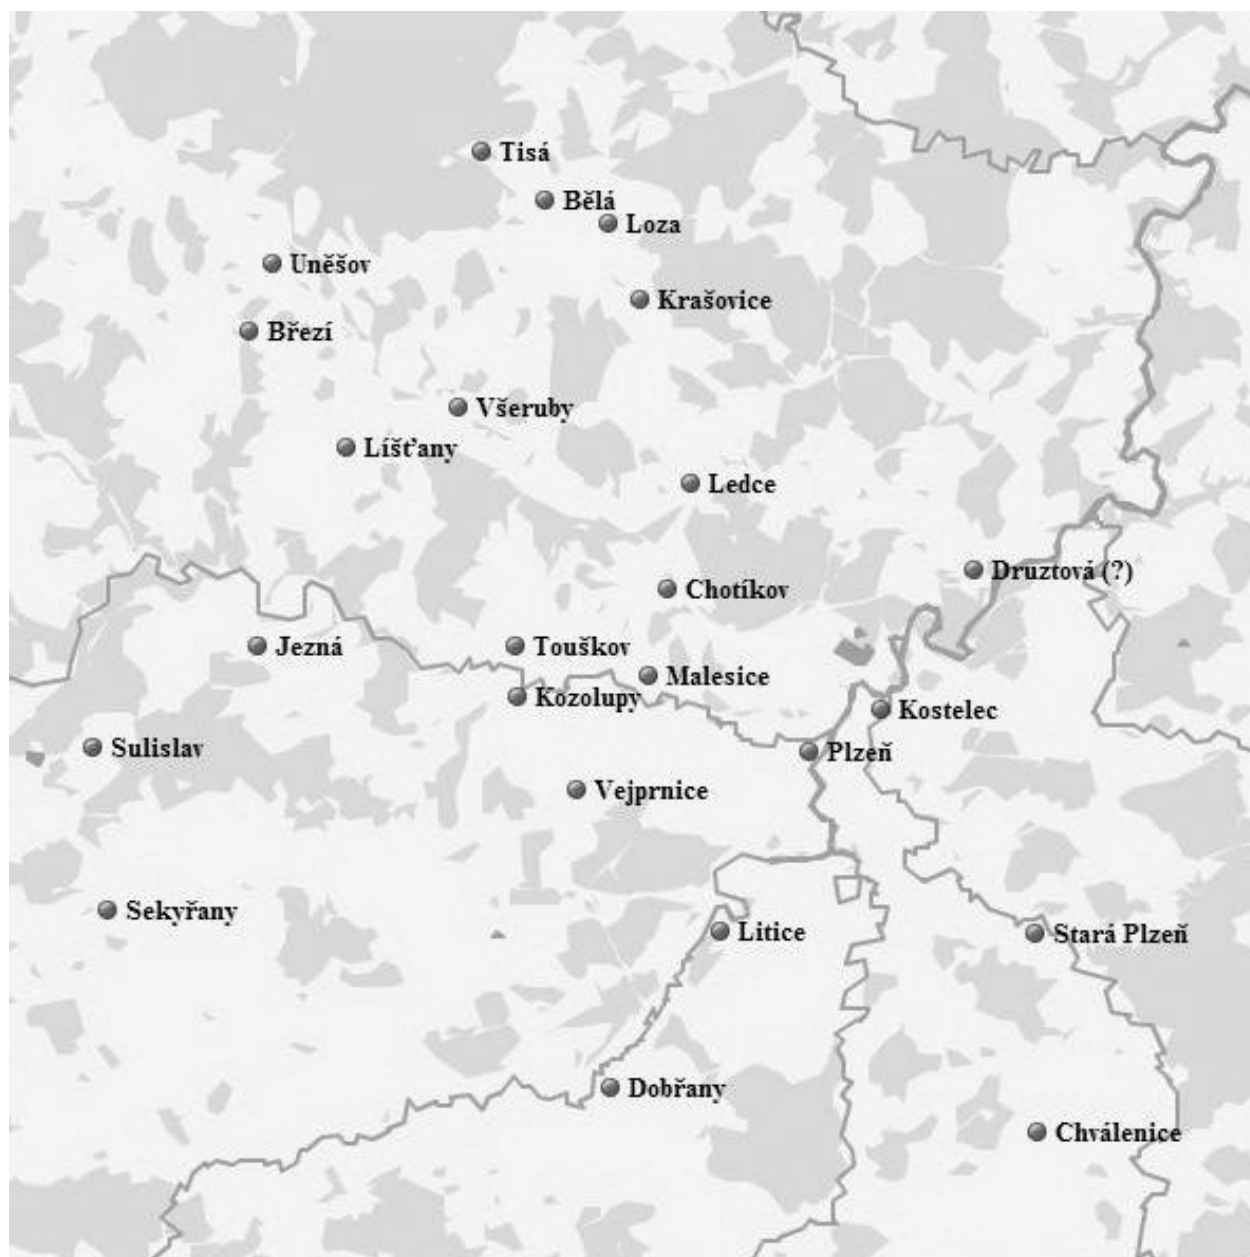 Tisá
Bělá
Loza
Uněšov
Krašovice
Březí
Všeruby
Líšťany
Ledce
Druztová (?)
Chotíkov
Jezná
Touškov
Malesice
Kozolupy
Kostelec
Sulislav
Plzeň
Vejprnice
Sekyřany
Litice
Stará Plzeň
Dobřany
Chválenice